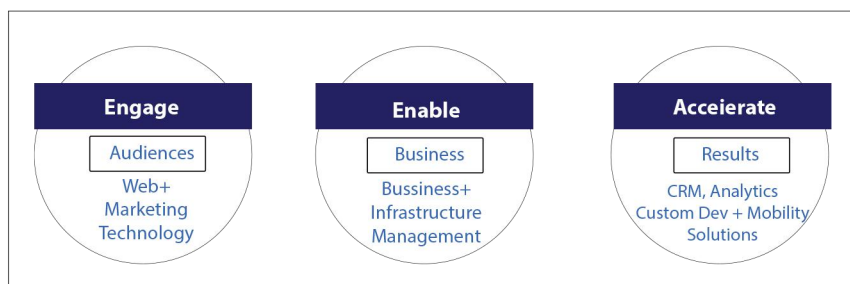 Engage
Audiences
Web+
Marketing
Technology
Enable
Business
Bussiness+
Infrastructure
Management
Acceierate
Results
CRM, Analytics
Custom Dev + Mobility
Solutions